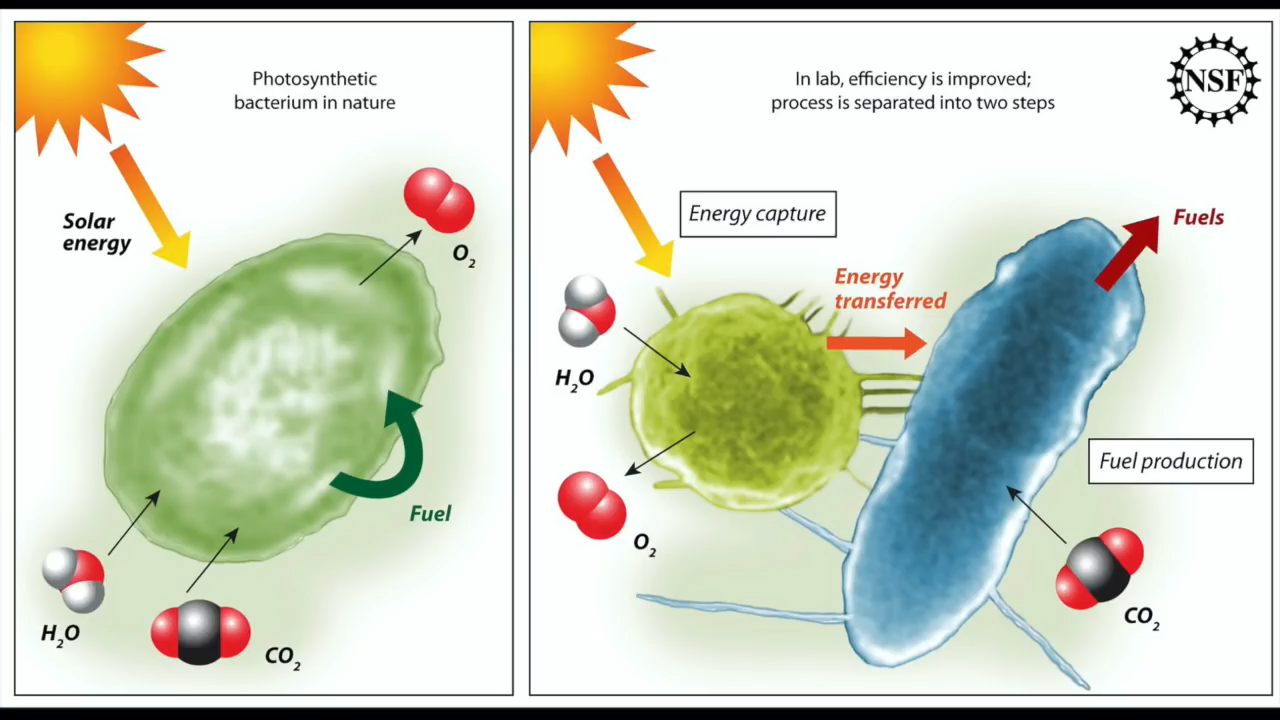 Photosynthetic
bacterium in nature
Solar
energy
O₂
Fuel
H₂O
CO₂
In lab, efficiency is improved;
process is separated into two steps
NSF
Energy capture
Fuels
Energy
transferred
H₂O
Fuel production
O₂
CO₂